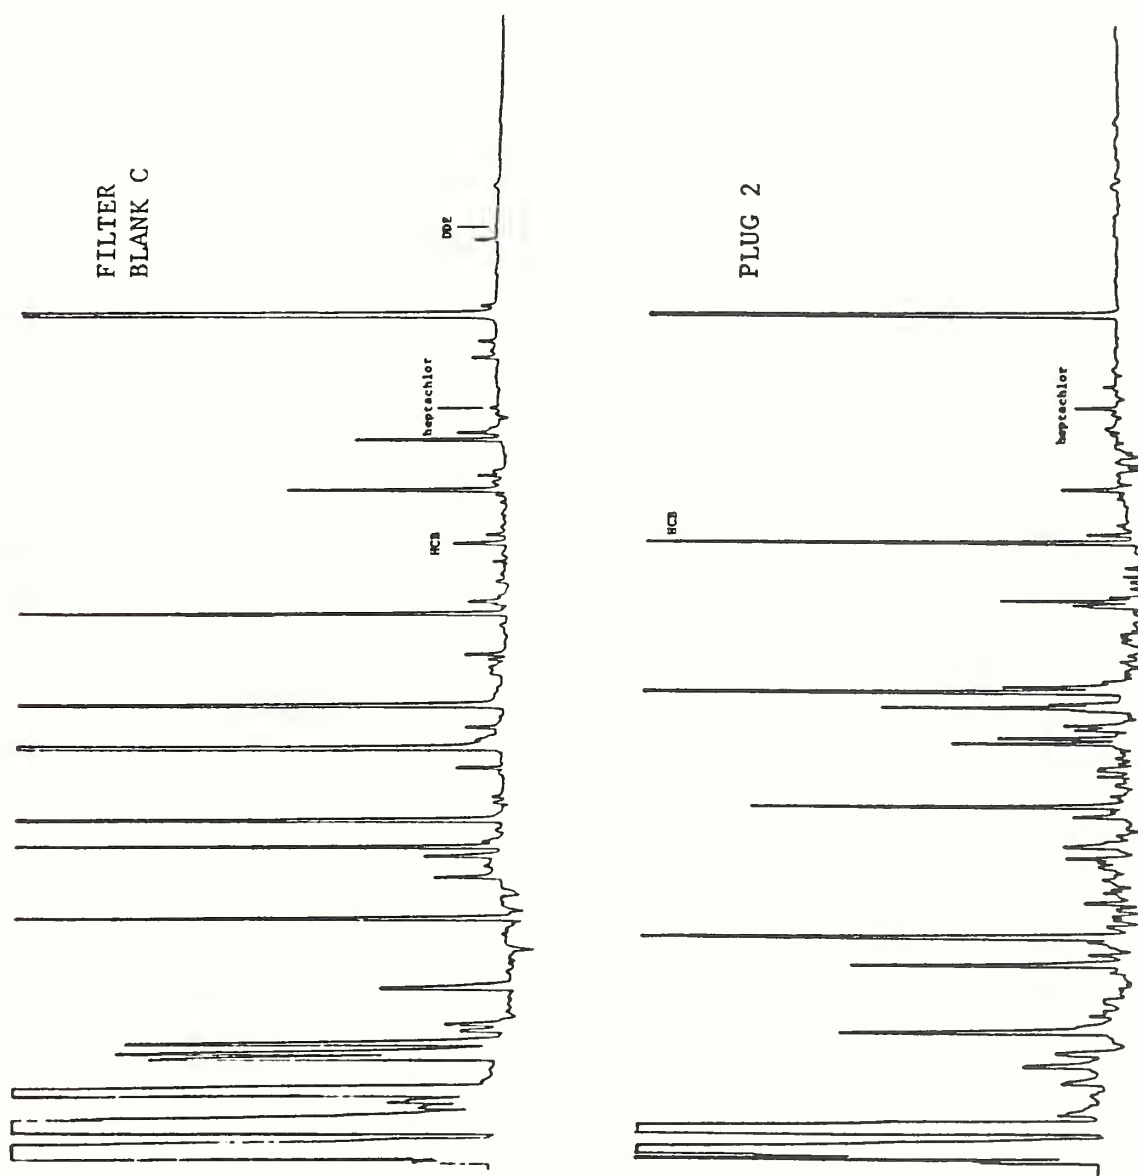 FILTER
BLANK C
DDE
heptachlor
HCB
PLUG 2
heptachlor
HCB